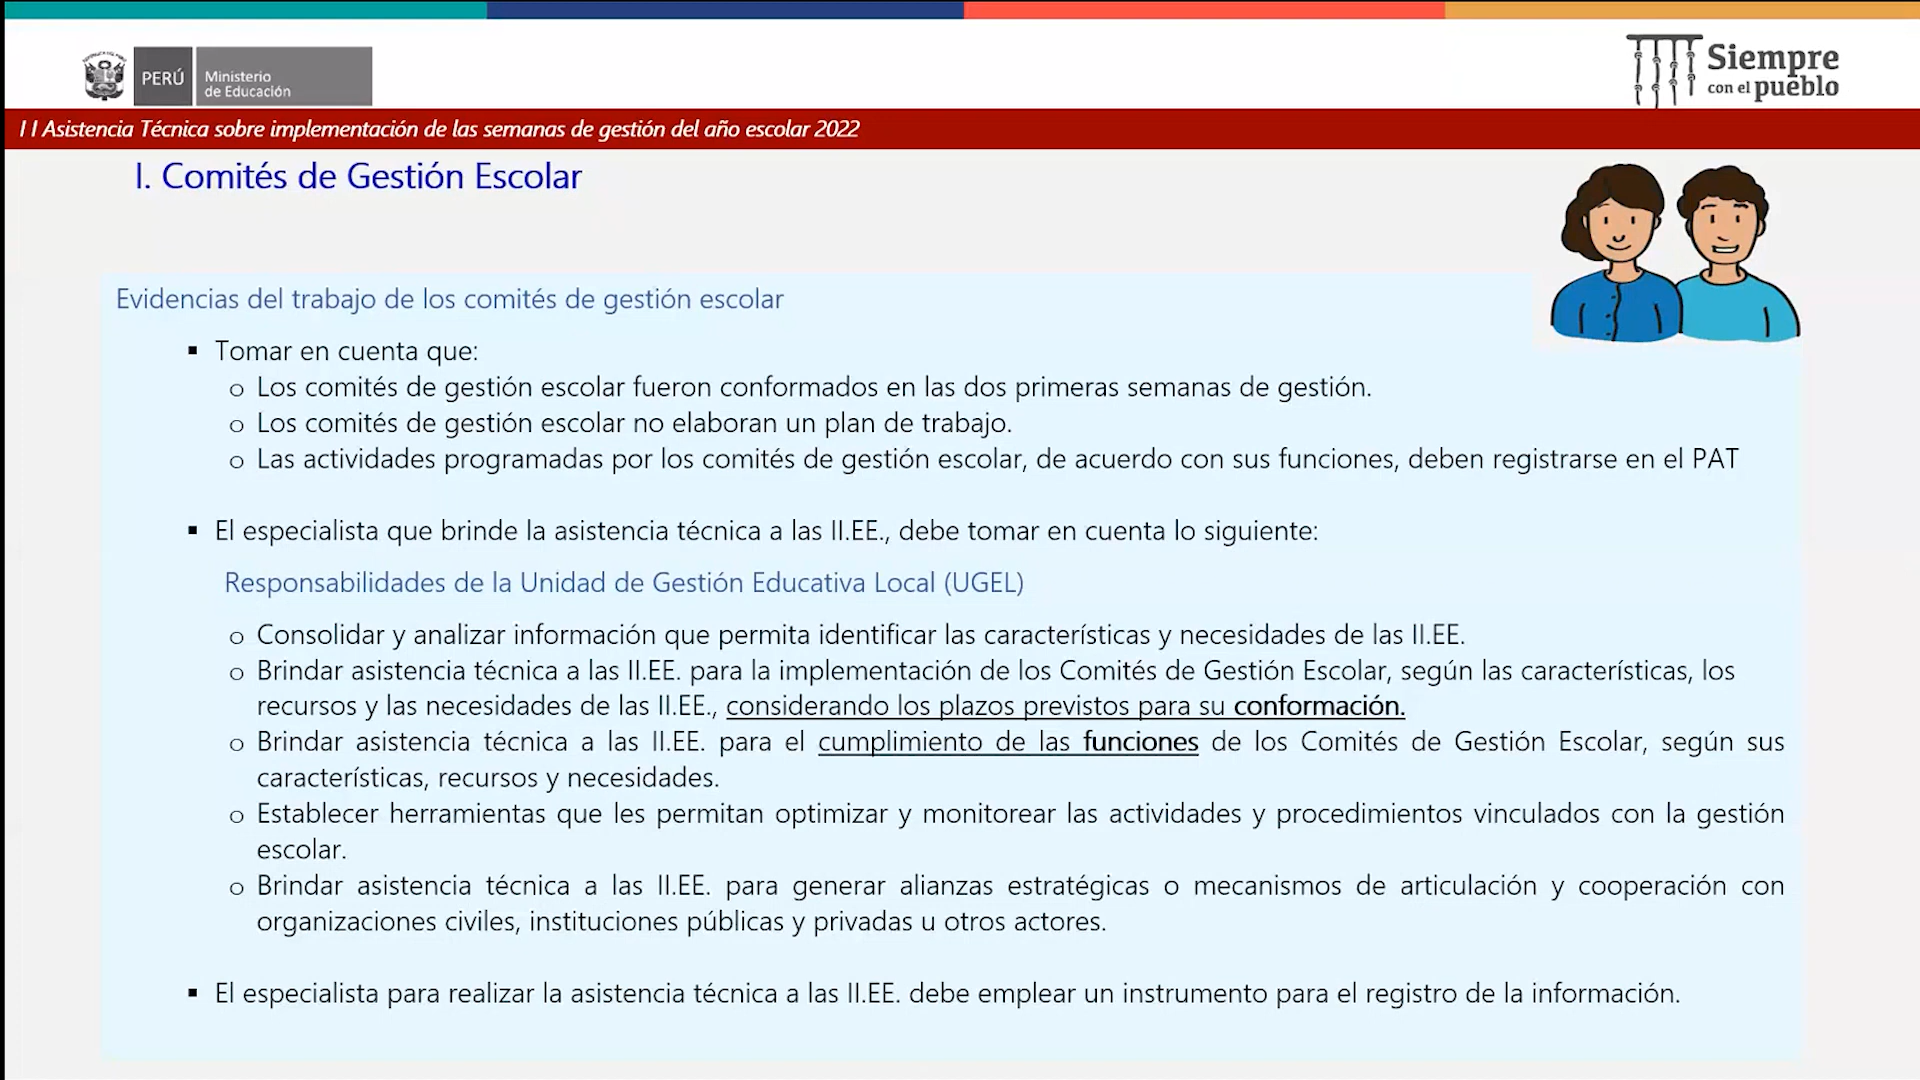 PERÚ
Ministerio
de Educación
Siempre
con el pueblo
I I Asistencia Técnica sobre implementación de las semanas de gestión del año escolar 2022
I. Comités de Gestión Escolar
Evidencias del trabajo de los comités de gestión escolar
▪ Tomar en cuenta que:
o Los comités de gestión escolar fueron conformados en las dos primeras semanas de gestión.
o Los comités de gestión escolar no elaboran un plan de trabajo.
o Las actividades programadas por los comités de gestión escolar, de acuerdo con sus funciones, deben registrarse en el PAT
▪ El especialista que brinde la asistencia técnica a las II.EE., debe tomar en cuenta lo siguiente:
Responsabilidades de la Unidad de Gestión Educativa Local (UGEL)
o Consolidar y analizar información que permita identificar las características y necesidades de las II.EE.
o Brindar asistencia técnica a las II.EE. para la implementación de los Comités de Gestión Escolar, según las características, los
recursos y las necesidades de las II.EE., considerando los plazos previstos para su conformación.
o Brindar asistencia técnica a las II.EE. para el cumplimiento de las funciones de los Comités de Gestión Escolar, según sus
características, recursos y necesidades.
o Establecer herramientas que les permitan optimizar y monitorear las actividades y procedimientos vinculados con la gestión
escolar.
o Brindar asistencia técnica a las II.EE. para generar alianzas estratégicas o mecanismos de articulación y cooperación con
organizaciones civiles, instituciones públicas y privadas u otros actores.
▪ El especialista para realizar la asistencia técnica a las II.EE. debe emplear un instrumento para el registro de la información.